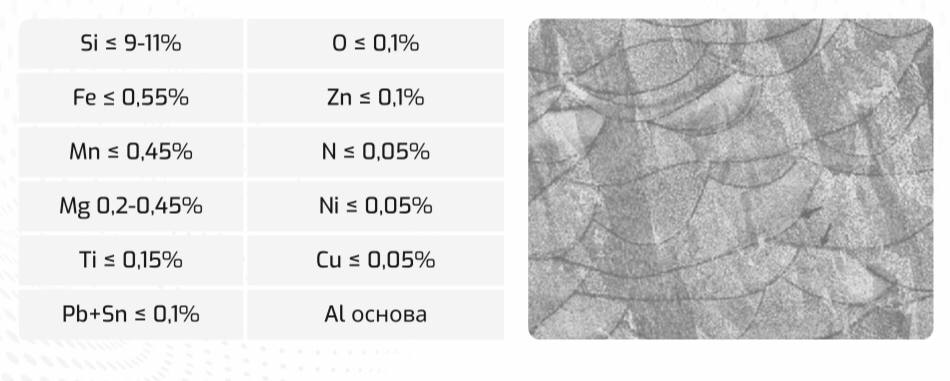 Si ≤ 9-11% O ≤ 0,1%
Fe ≤ 0,55% Zn ≤ 0,1%
Mn ≤ 0,45% N ≤ 0,05%
Mg 0,2-0,45% Ni ≤ 0,05%
Ti ≤ 0,15% Cu ≤ 0,05%
Pb+Sn ≤ 0,1% Al основа